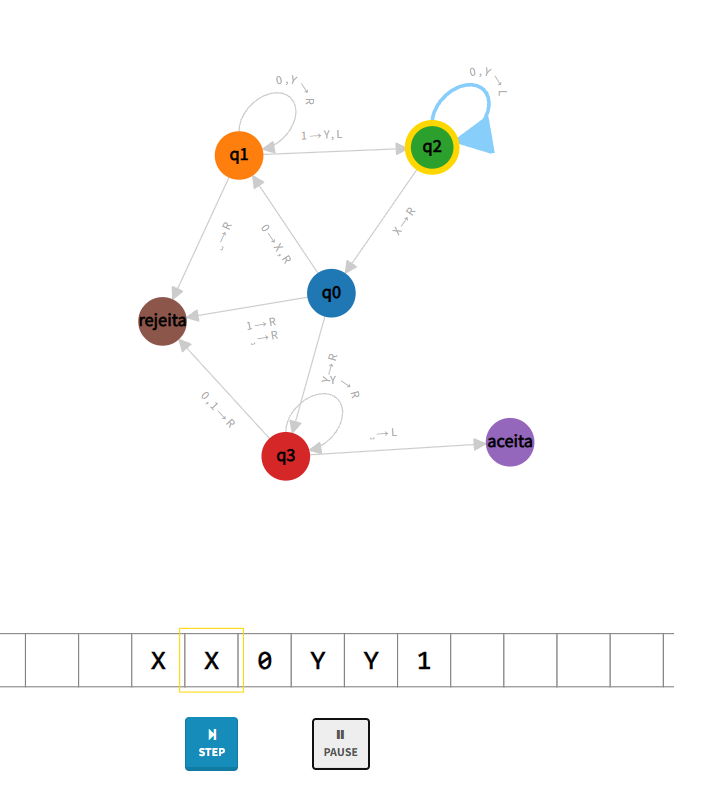 0,Y→R
0,Y→L
1→Y,L
q1
q2
X→R
␣→R
0→X,R
q0
rejeita
1→R
␣→R
Y→R
Y→R
0,1→R
␣→L
q3
aceita
X X 0 Y Y 1
STEP
PAUSE